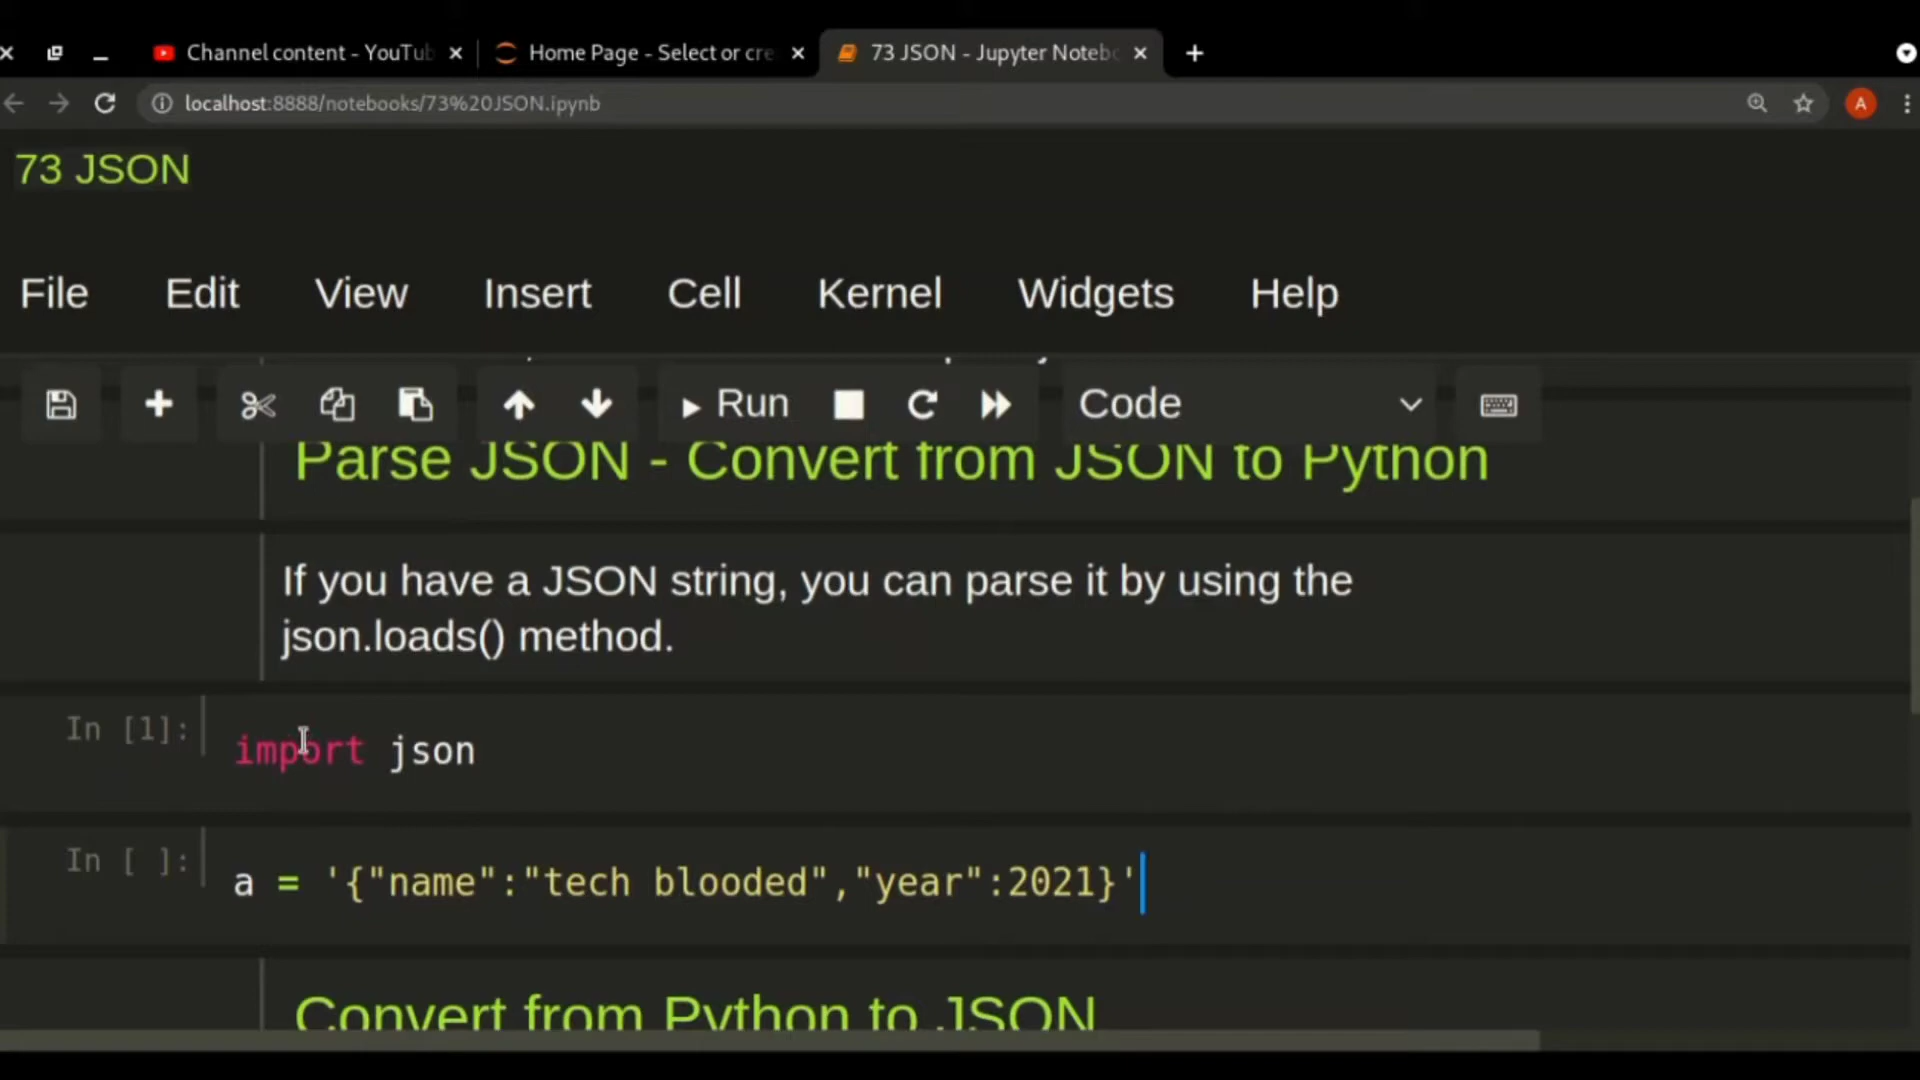 Channel content - YouTub
Home Page - Select or cre
73 JSON - Jupyter Notebo
localhost:8888/notebooks/73%20JSON.ipynb
A
73 JSON
File Edit View Insert Cell Kernel Widgets Help
Run Code
Parse JSON - Convert from JSON to Python
If you have a JSON string, you can parse it by using the
json.loads() method.
In [1]: import json
In [ ]: a = '{"name":"tech blooded","year":2021}'
Convert from Python to JSON